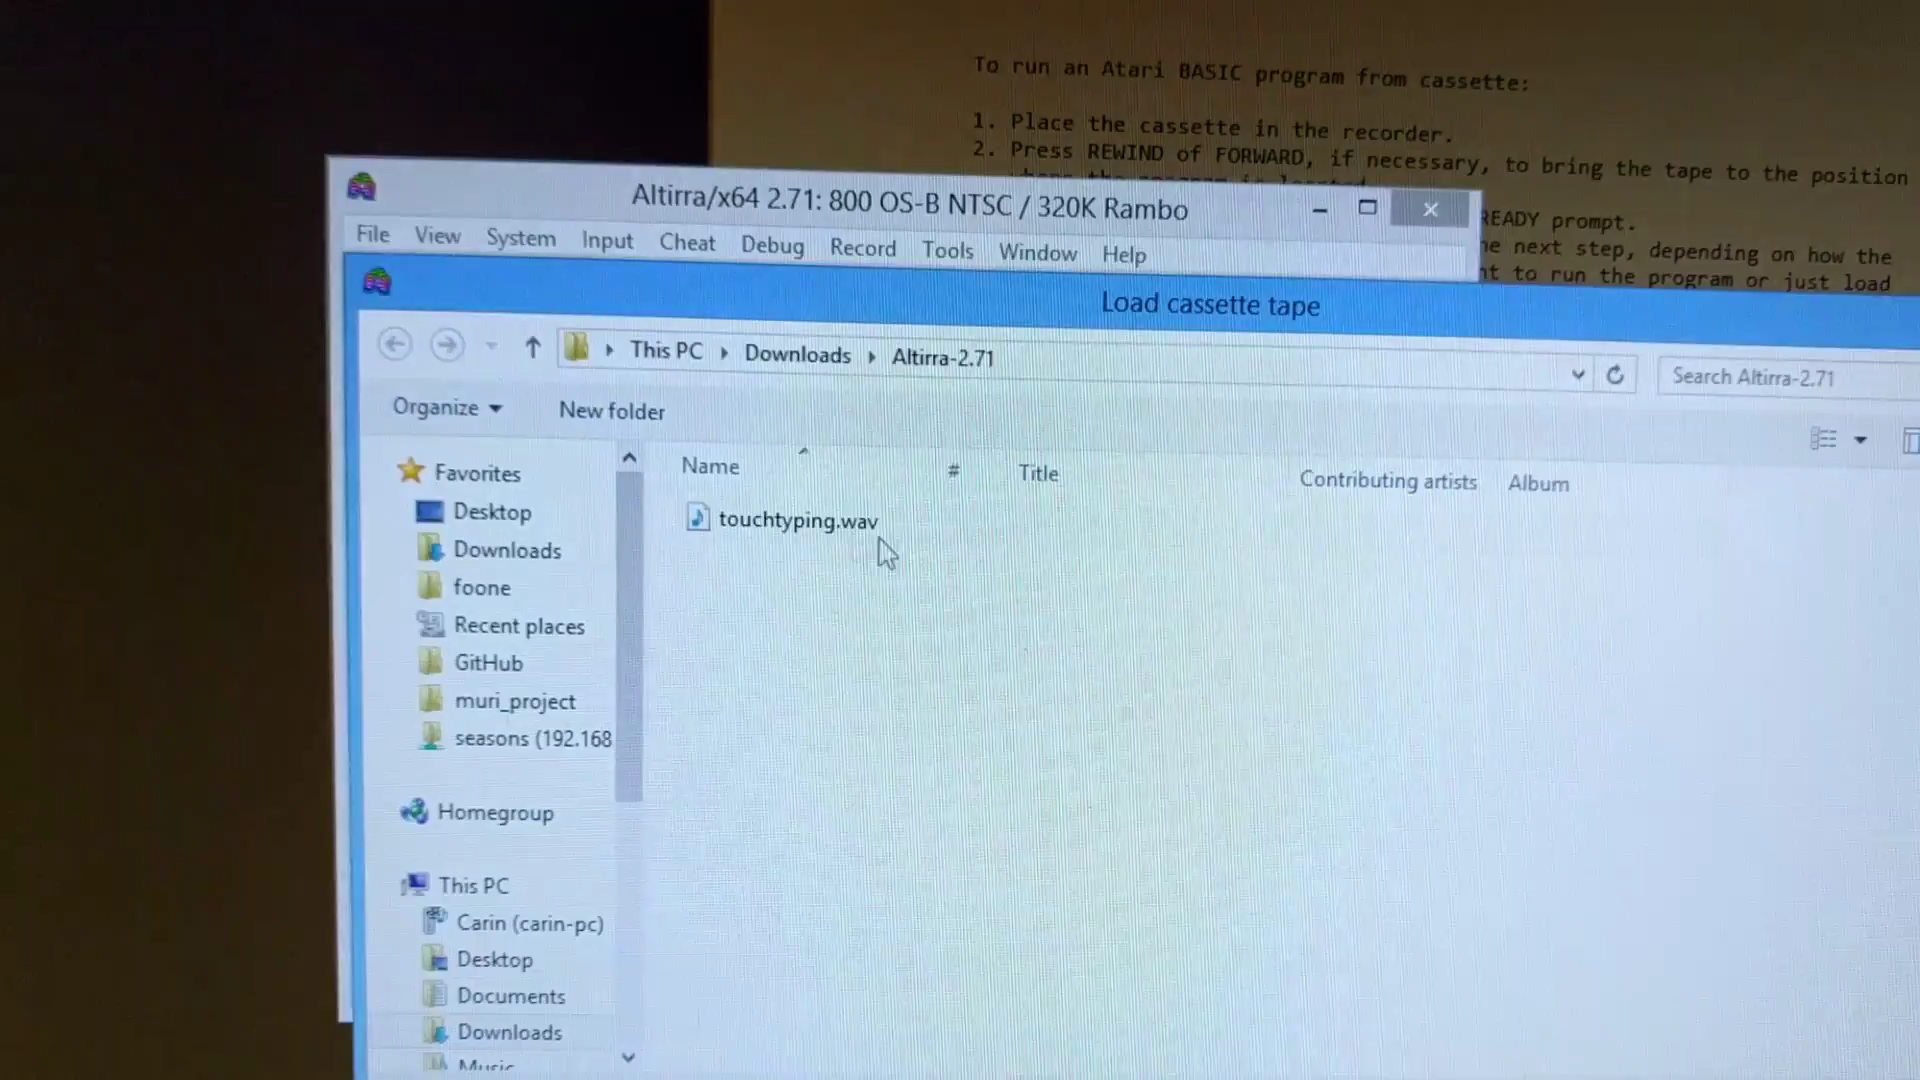 To run an Atari BASIC program from cassette:
1. Place the cassette in the recorder.
2. Press REWIND of FORWARD, if necessary, to bring the tape to the position
READY prompt.
next step, depending on how the
to run the program or just load
Altirra/x64 2.71: 800 OS-B NTSC / 320K Rambo
File View System Input Cheat Debug Record Tools Window Help
Load cassette tape
This PC Downloads Altirra-2.71
Search Altirra-2.71
Organize New folder
Name # Title Contributing artists Album
touchtyping.wav
Favorites
Desktop
Downloads
foone
Recent places
GitHub
muri_project
seasons (192.168
Homegroup
This PC
Carin (carin-pc)
Desktop
Documents
Downloads
Music